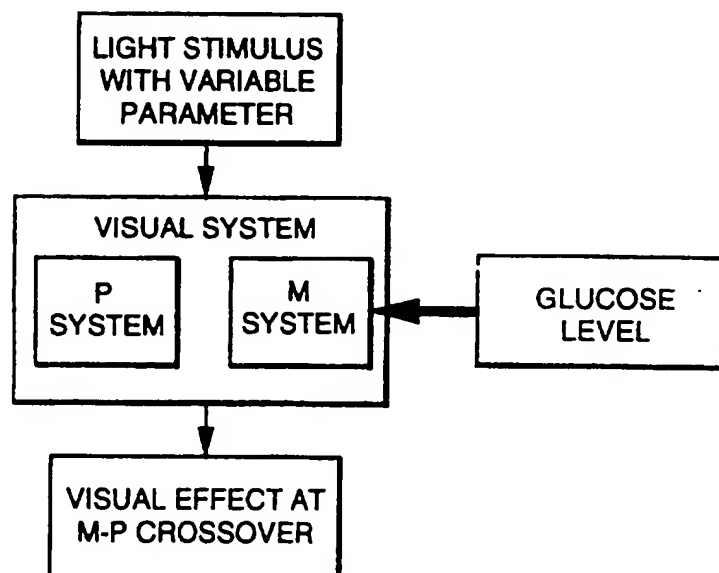 LIGHT STIMULUS
WITH VARIABLE
PARAMETER
VISUAL SYSTEM
P
SYSTEM
M
SYSTEM
GLUCOSE
LEVEL
VISUAL EFFECT AT
M-P CROSSOVER